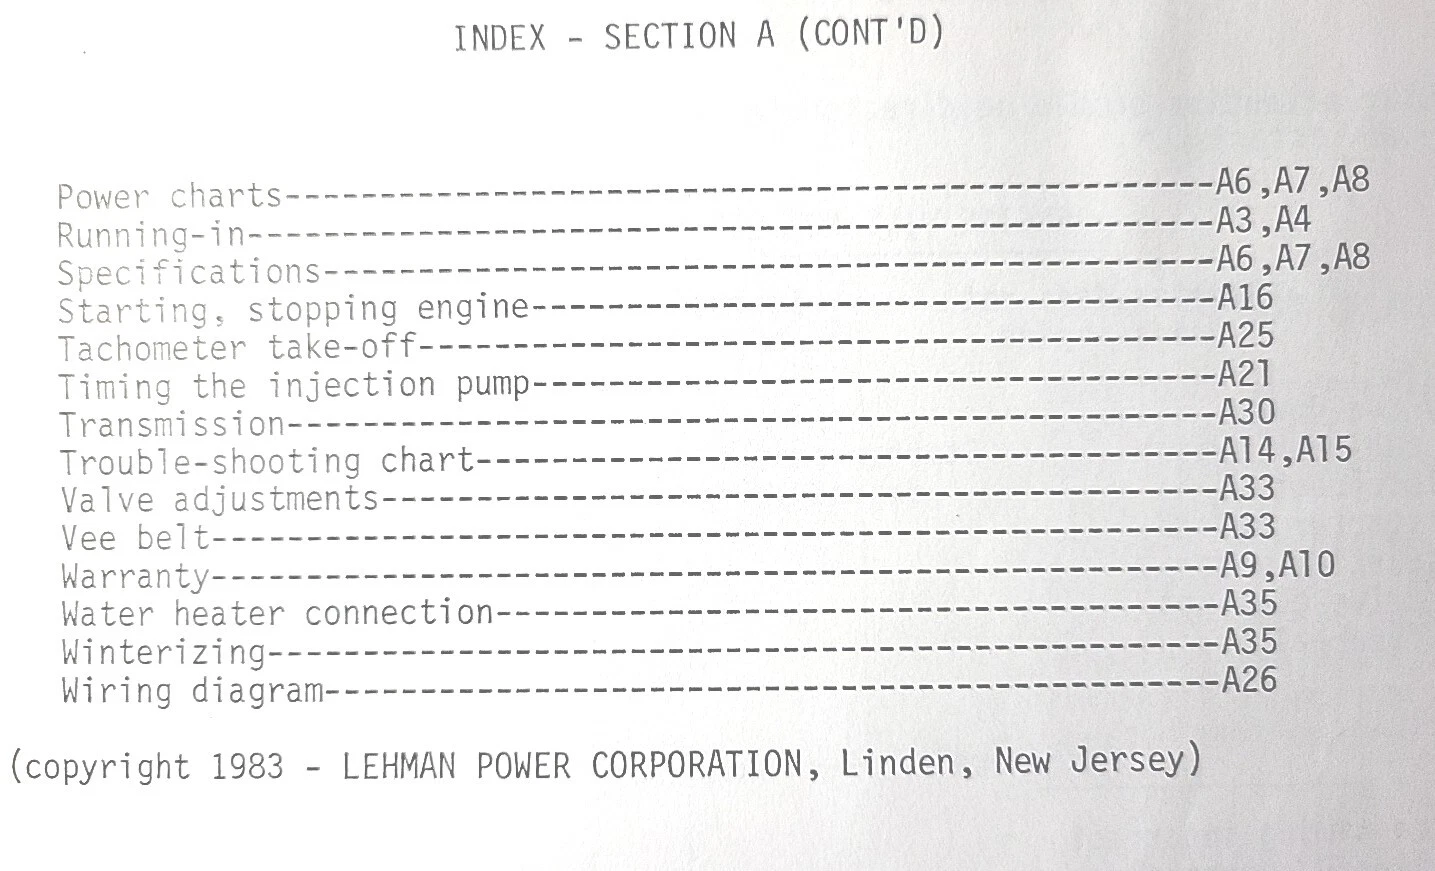 INDEX - SECTION A (CONT'D)
Power charts-------------------------------------------------A6,A7,A8
Running-in---------------------------------------------------A3,A4
Specifications-----------------------------------------------A6,A7,A8
Starting, stopping engine------------------------------------A16
Tachometer take-off------------------------------------------A25
Timing the injection pump------------------------------------A21
Transmission-------------------------------------------------A30
Trouble-shooting chart---------------------------------------A14,A15
Valve adjustments--------------------------------------------A33
Vee belt-----------------------------------------------------A33
Warranty-----------------------------------------------------A9,A10
Water heater connection--------------------------------------A35
Winterizing--------------------------------------------------A35
Wiring diagram-----------------------------------------------A26
(copyright 1983 - LEHMAN POWER CORPORATION, Linden, New Jersey)